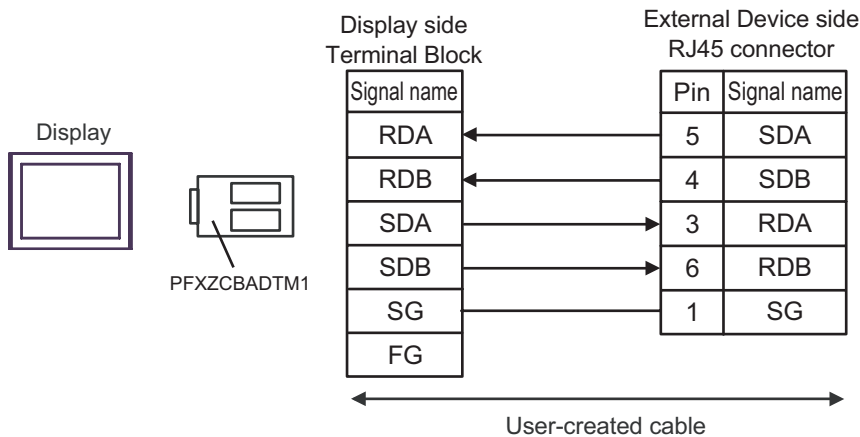 Display side
Terminal Block
External Device side
RJ45 connector
Display
PFXZCBADTM1
Signal name
RDA
RDB
SDA
SDB
SG
FG
Pin Signal name
5 SDA
4 SDB
3 RDA
6 RDB
1 SG
User-created cable